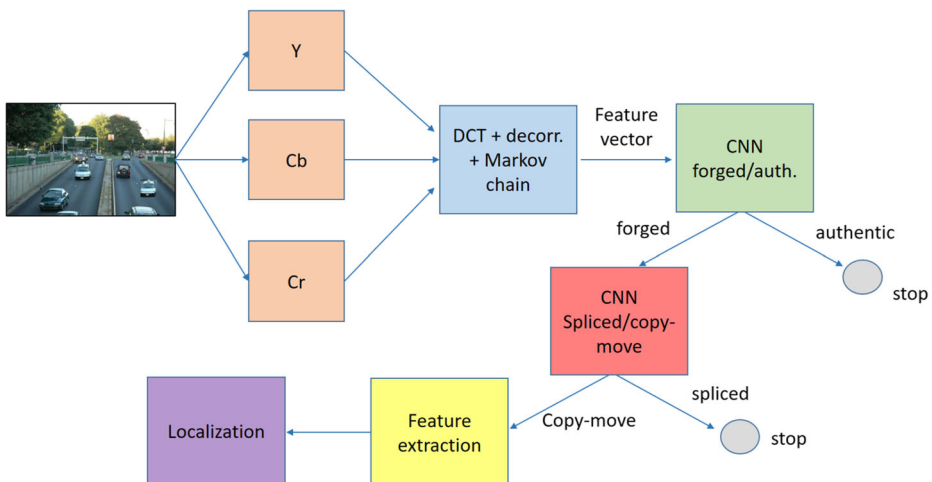 Y
Cb
Cr
DCT + decorr.
+ Markov
chain
Feature
vector
CNN
forged/auth.
forged
authentic
stop
CNN
Spliced/copy-
move
spliced
stop
Copy-move
Feature
extraction
Localization